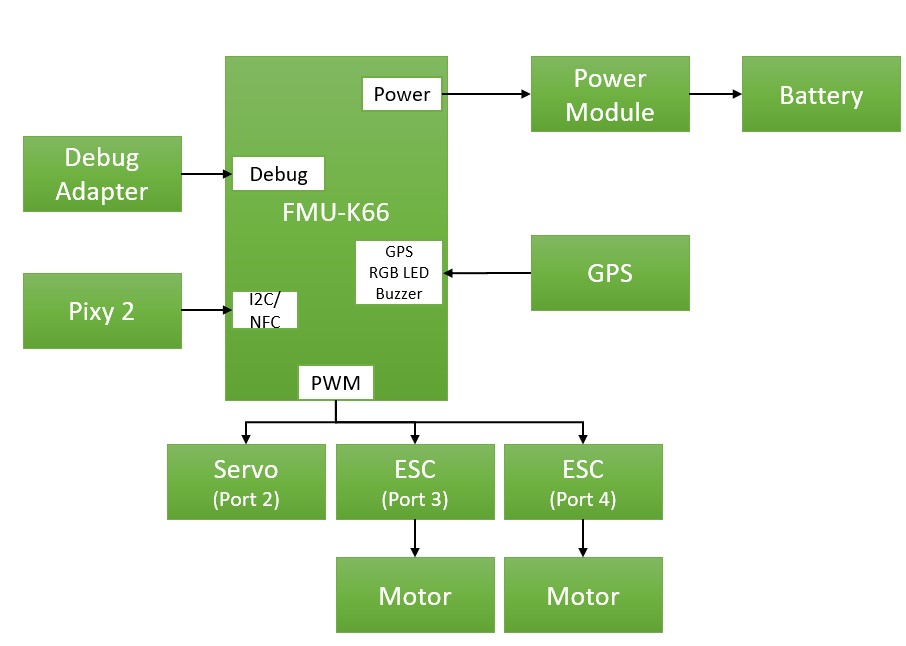 Power
Power
Module
Battery
Debug
Adapter
Debug
FMU-K66
GPS
RGB LED
Buzzer
GPS
Pixy 2
I2C/
NFC
PWM
Servo
(Port 2)
ESC
(Port 3)
ESC
(Port 4)
Motor
Motor